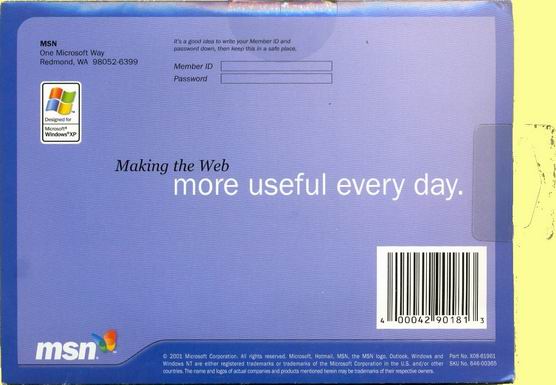 MSN
One Microsoft Way
Redmond, WA 98052-6399
It's a good idea to write your Member ID and
password down, then keep this in a safe place.
Member ID
Password
Designed for
Microsoft®
Windows®XP
Making the Web
more useful every day.
4 00042 90181 3
msn
© 2001 Microsoft Corporation. All rights reserved. Microsoft, Hotmail, MSN, the MSN logo, Outlook, Windows and
Windows NT are either registered trademarks or trademarks of Microsoft Corporation in the U.S. and/or other
countries. The name and logos of actual companies and products mentioned herein may be trademarks of their respective owners.
Part No. X08-61961
SKU No. 646-00365